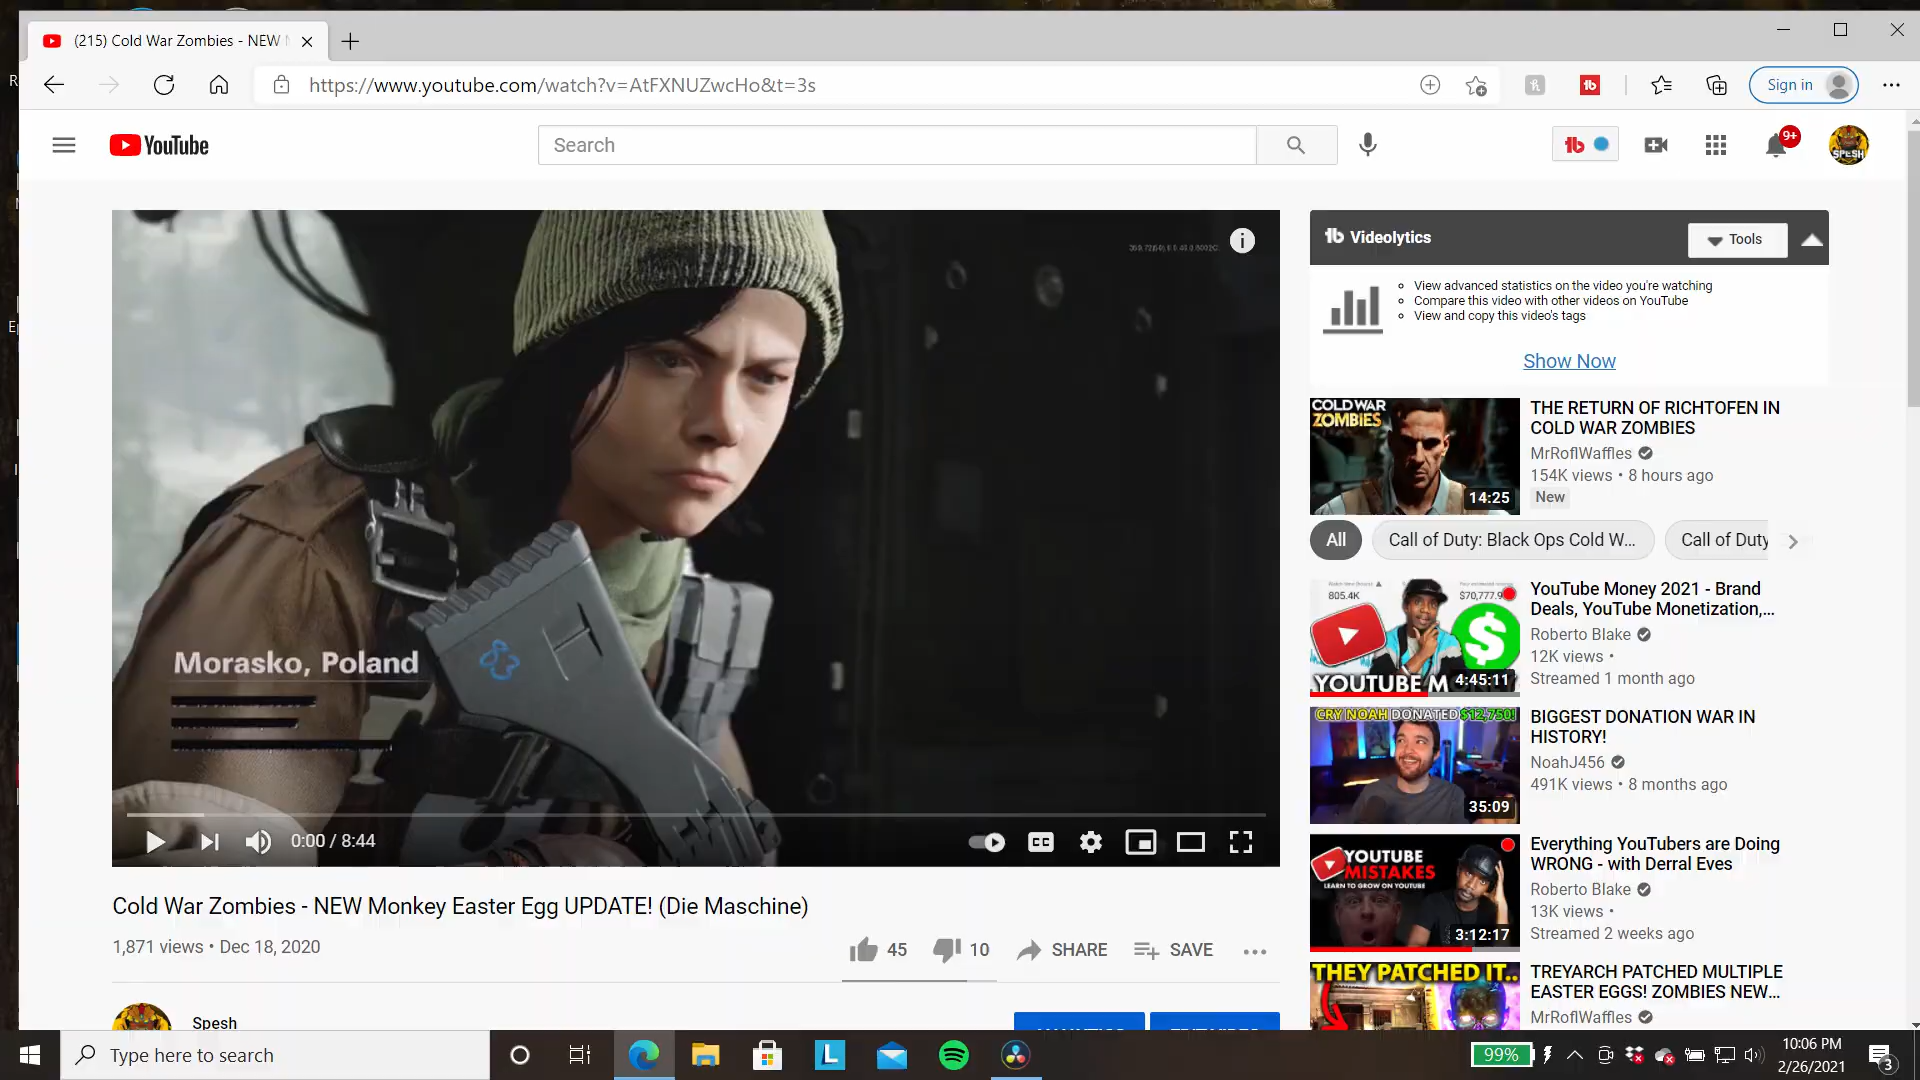 (215) Cold War Zombies - NEW
https://www.youtube.com/watch?v=AtFXNUZwcHo&t=3s
Sign in
YouTube
Search
9+
SPESH
Morasko, Poland
0:00 / 8:44
Cold War Zombies - NEW Monkey Easter Egg UPDATE! (Die Maschine)
1,871 views • Dec 18, 2020
45
10
SHARE
SAVE
Spesh
Videolytics
Tools
View advanced statistics on the video you're watching
Compare this video with other videos on YouTube
View and copy this video's tags
Show Now
COLD WAR
ZOMBIES
14:25
THE RETURN OF RICHTOFEN IN
COLD WAR ZOMBIES
MrRoflWaffles
154K views • 8 hours ago
New
All
Call of Duty: Black Ops Cold W...
Call of Duty
805.4K
$70,777.9
YOUTUBE M
4:45:11
YouTube Money 2021 - Brand
Deals, YouTube Monetization,...
Roberto Blake
12K views •
Streamed 1 month ago
CRY NOAH DONATED $12,750!
35:09
BIGGEST DONATION WAR IN
HISTORY!
NoahJ456
491K views • 8 months ago
YOUTUBE
MISTAKES
LEARN TO GROW ON YOUTUBE
3:12:17
Everything YouTubers are Doing
WRONG - with Derral Eves
Roberto Blake
13K views •
Streamed 2 weeks ago
THEY PATCHED IT..
TREYARCH PATCHED MULTIPLE
EASTER EGGS! ZOMBIES NEW...
MrRoflWaffles
Type here to search
99%
10:06 PM
2/26/2021
3